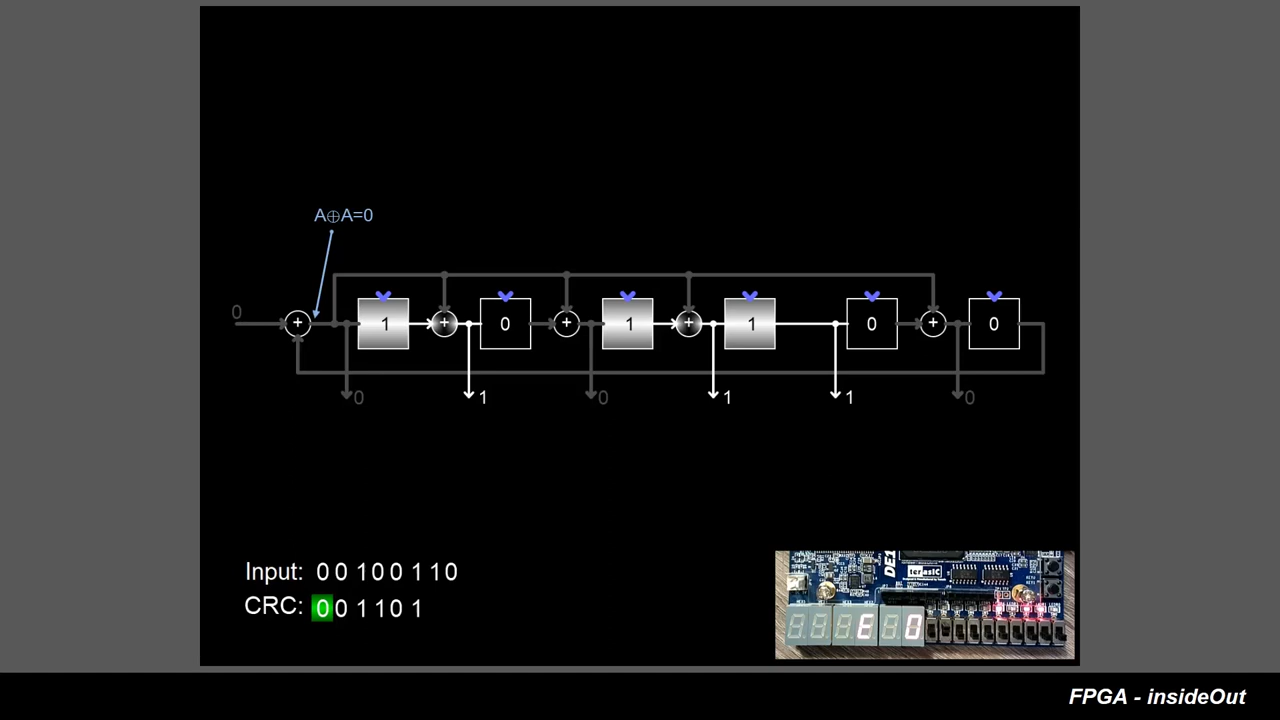 A⊕A=0
0
+ 1 + 0 + 1 + 1 0 + 0
0 1 0 1 1 0
Input: 0 0 1 0 0 1 1 0
CRC: 0 0 1 1 0 1
DE1
terasic
E 0
FPGA - insideOut